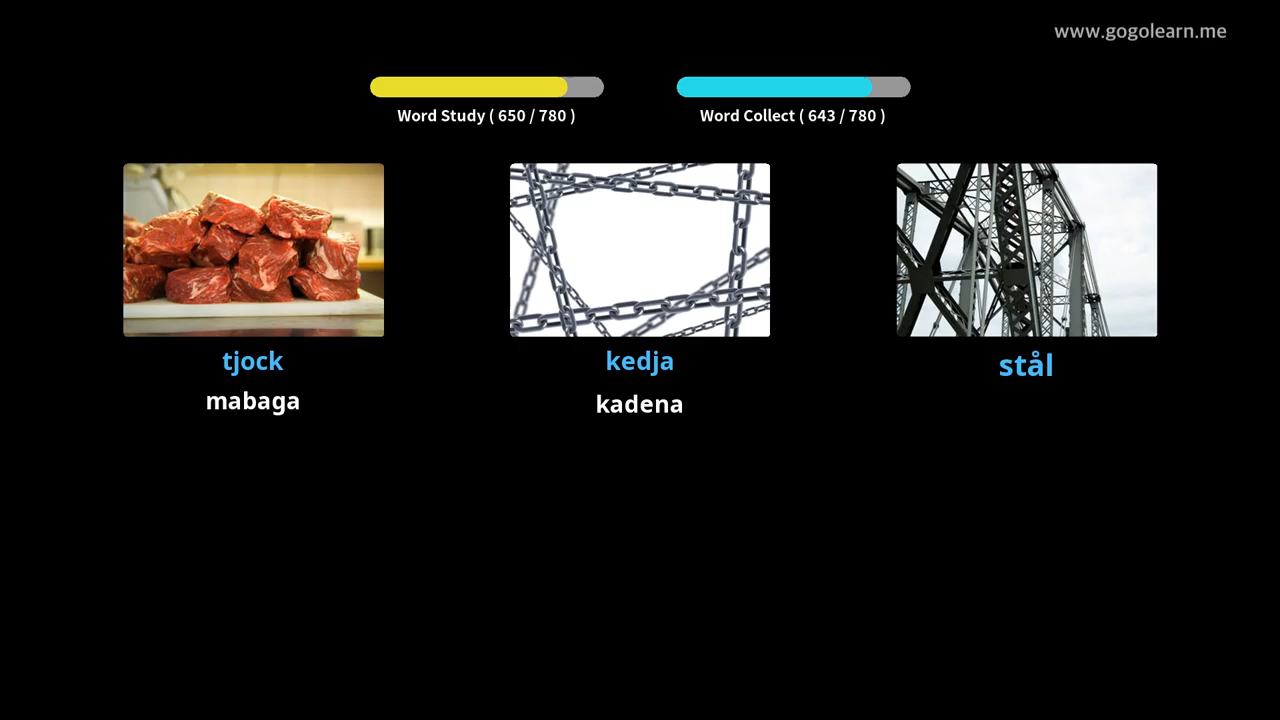 www.gogolearn.me
Word Study ( 650 / 780 )
Word Collect ( 643 / 780 )
tjock
kedja
stål
mabaga
kadena